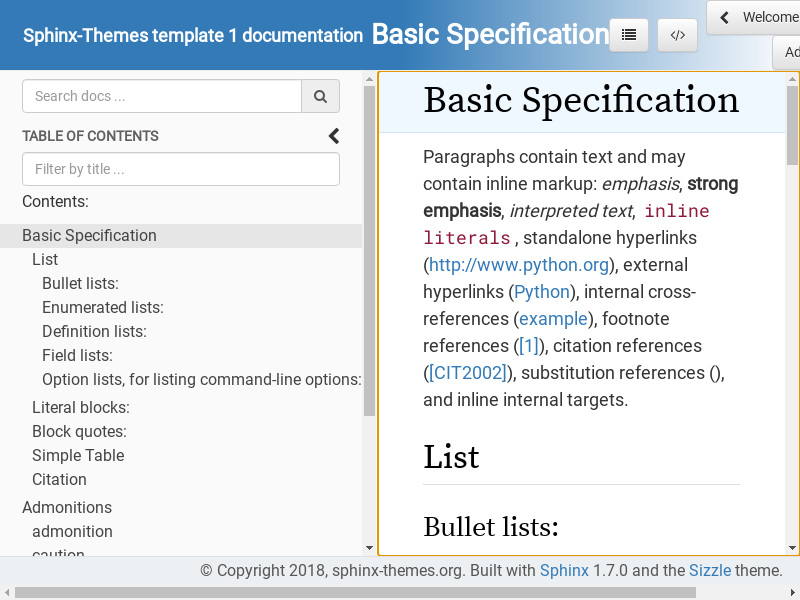 Sphinx-Themes template 1 documentation
Basic Specification
Welcome
Ad
Search docs ...
TABLE OF CONTENTS
Filter by title ...
Contents:
Basic Specification
List
Bullet lists:
Enumerated lists:
Definition lists:
Field lists:
Option lists, for listing command-line options:
Literal blocks:
Block quotes:
Simple Table
Citation
Admonitions
admonition
caution
Basic Specification
Paragraphs contain text and may
contain inline markup: emphasis, strong
emphasis, interpreted text, inline
literals , standalone hyperlinks
(http://www.python.org), external
hyperlinks (Python), internal cross-
references (example), footnote
references ([1]), citation references
([CIT2002]), substitution references (),
and inline internal targets.
List
Bullet lists:
© Copyright 2018, sphinx-themes.org. Built with Sphinx 1.7.0 and the Sizzle theme.